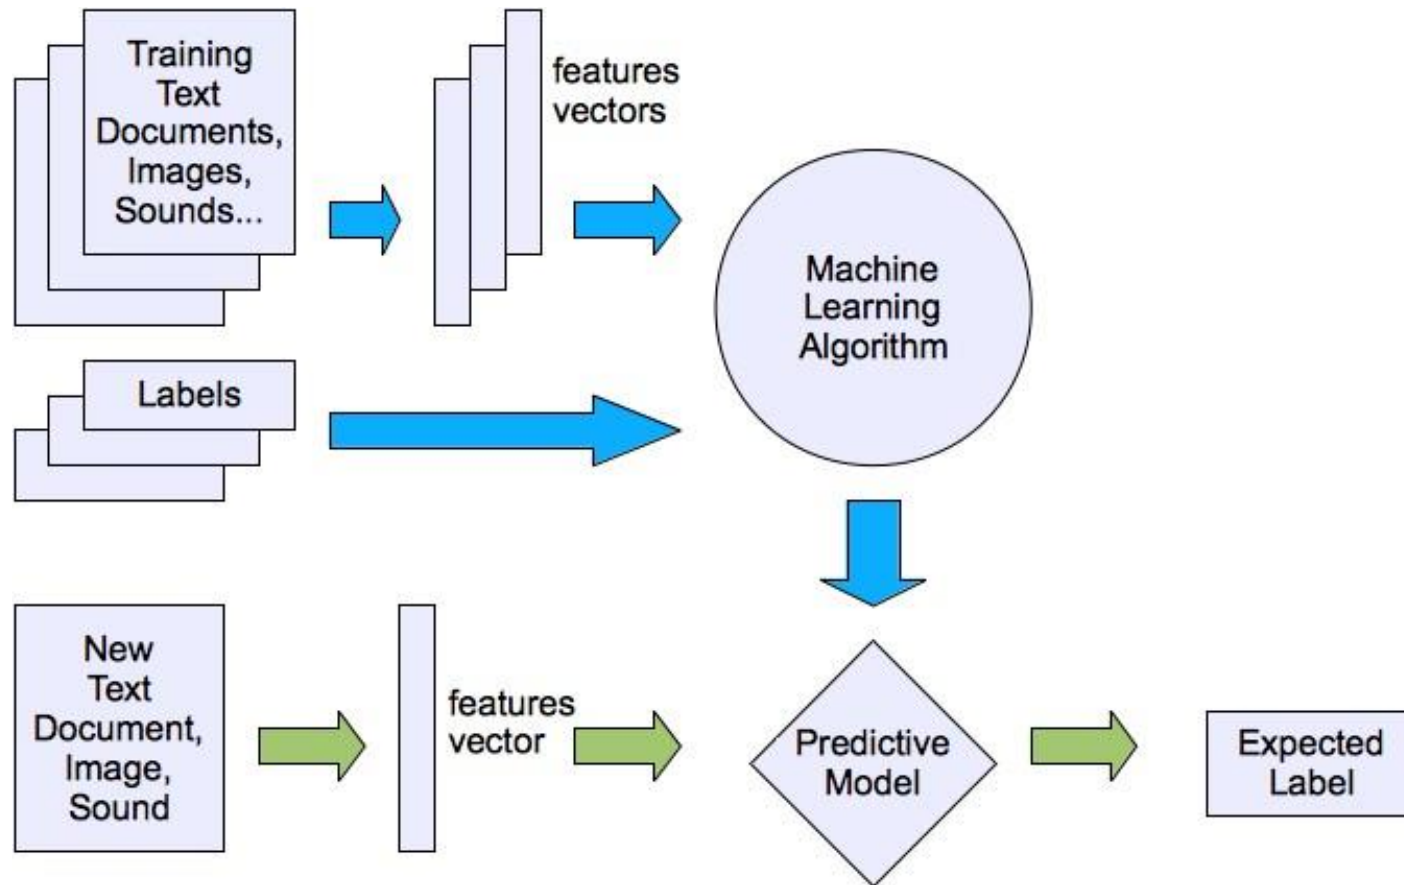 Training
Text
Documents,
Images,
Sounds...
features
vectors
Machine
Learning
Algorithm
Labels
New
Text
Document,
Image,
Sound
features
vector
Predictive
Model
Expected
Label